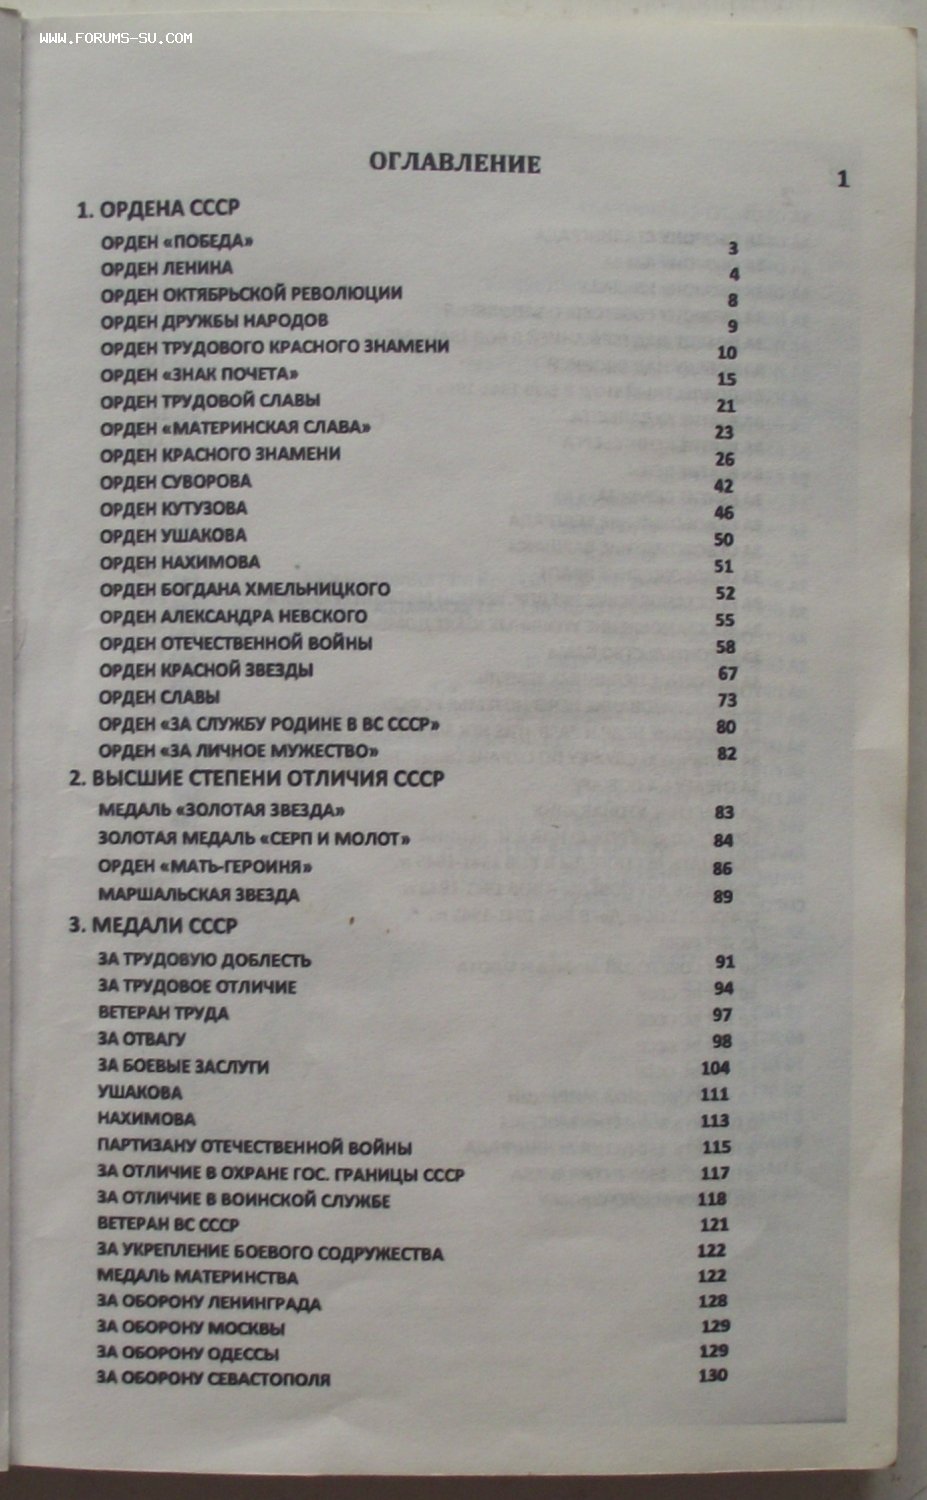 WWW.FORUMS-SU.COM
ОГЛАВЛЕНИЕ
1
1. ОРДЕНА СССР
ОРДЕН «ПОБЕДА» 3
ОРДЕН ЛЕНИНА 4
ОРДЕН ОКТЯБРЬСКОЙ РЕВОЛЮЦИИ 8
ОРДЕН ДРУЖБЫ НАРОДОВ 9
ОРДЕН ТРУДОВОГО КРАСНОГО ЗНАМЕНИ 10
ОРДЕН «ЗНАК ПОЧЕТА» 15
ОРДЕН ТРУДОВОЙ СЛАВЫ 21
ОРДЕН «МАТЕРИНСКАЯ СЛАВА» 23
ОРДЕН КРАСНОГО ЗНАМЕНИ 26
ОРДЕН СУВОРОВА 42
ОРДЕН КУТУЗОВА 46
ОРДЕН УШАКОВА 50
ОРДЕН НАХИМОВА 51
ОРДЕН БОГДАНА ХМЕЛЬНИЦКОГО 52
ОРДЕН АЛЕКСАНДРА НЕВСКОГО 55
ОРДЕН ОТЕЧЕСТВЕННОЙ ВОЙНЫ 58
ОРДЕН КРАСНОЙ ЗВЕЗДЫ 67
ОРДЕН СЛАВЫ 73
ОРДЕН «ЗА СЛУЖБУ РОДИНЕ В ВС СССР» 80
ОРДЕН «ЗА ЛИЧНОЕ МУЖЕСТВО» 82
2. ВЫСШИЕ СТЕПЕНИ ОТЛИЧИЯ СССР
МЕДАЛЬ «ЗОЛОТАЯ ЗВЕЗДА» 83
ЗОЛОТАЯ МЕДАЛЬ «СЕРП И МОЛОТ» 84
ОРДЕН «МАТЬ-ГЕРОИНЯ» 86
МАРШАЛЬСКАЯ ЗВЕЗДА 89
3. МЕДАЛИ СССР
ЗА ТРУДОВУЮ ДОБЛЕСТЬ 91
ЗА ТРУДОВОЕ ОТЛИЧИЕ 94
ВЕТЕРАН ТРУДА 97
ЗА ОТВАГУ 98
ЗА БОЕВЫЕ ЗАСЛУГИ 104
УШАКОВА 111
НАХИМОВА 113
ПАРТИЗАНУ ОТЕЧЕСТВЕННОЙ ВОЙНЫ 115
ЗА ОТЛИЧИЕ В ОХРАНЕ ГОС. ГРАНИЦЫ СССР 117
ЗА ОТЛИЧИЕ В ВОИНСКОЙ СЛУЖБЕ 118
ВЕТЕРАН ВС СССР 121
ЗА УКРЕПЛЕНИЕ БОЕВОГО СОДРУЖЕСТВА 122
МЕДАЛЬ МАТЕРИНСТВА 122
ЗА ОБОРОНУ ЛЕНИНГРАДА 128
ЗА ОБОРОНУ МОСКВЫ 129
ЗА ОБОРОНУ ОДЕССЫ 129
ЗА ОБОРОНУ СЕВАСТОПОЛЯ 130